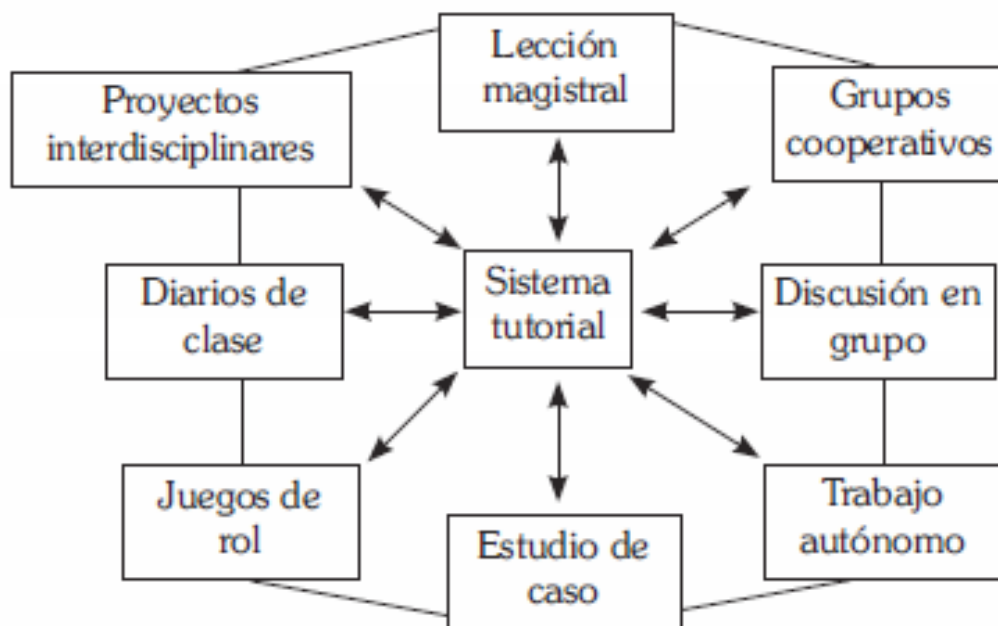 Lección
magistral
Proyectos
interdisciplinares
Grupos
cooperativos
Diarios de
clase
Sistema
tutorial
Discusión en
grupo
Juegos de
rol
Estudio de
caso
Trabajo
autónomo